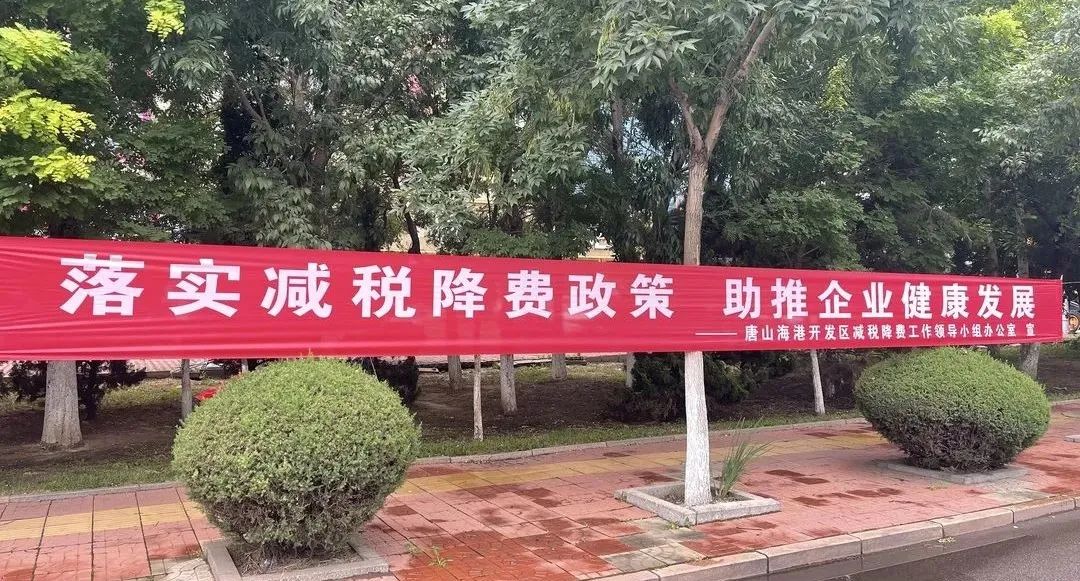 落实减税降费政策 助推企业健康发展
——唐山海港开发区减税降费工作领导小组办公室 宣